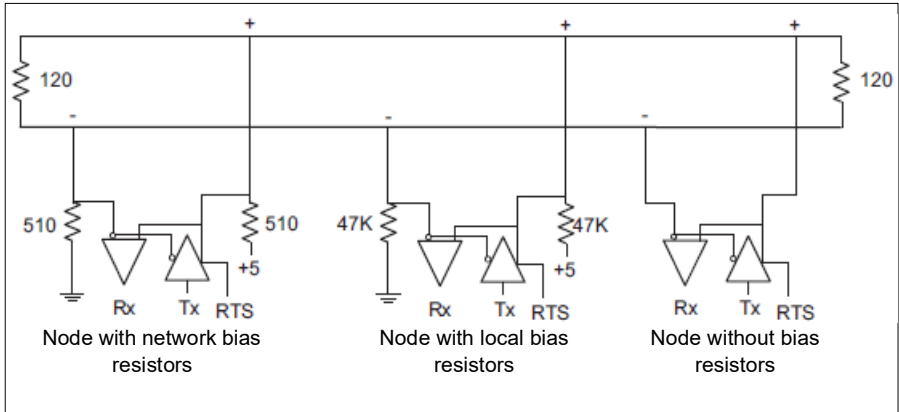 + + +
120 120
- - -
510 510 47K 47K
+5 +5
Rx Tx RTS Rx Tx RTS Rx Tx RTS
Node with network bias
resistors
Node with local bias
resistors
Node without bias
resistors